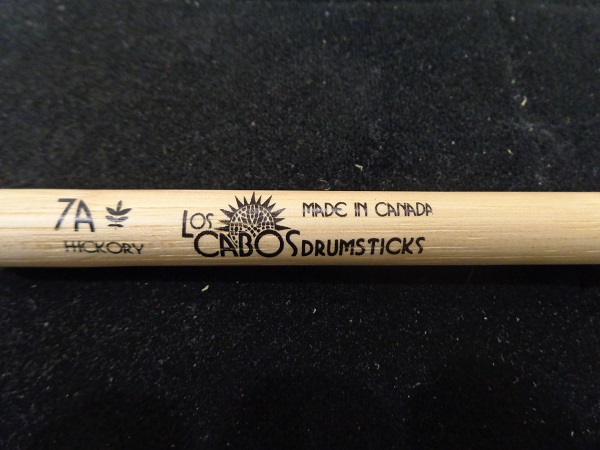 7A
HICKORY
LOS
CABOS DRUMSTICKS
MADE IN CANADA